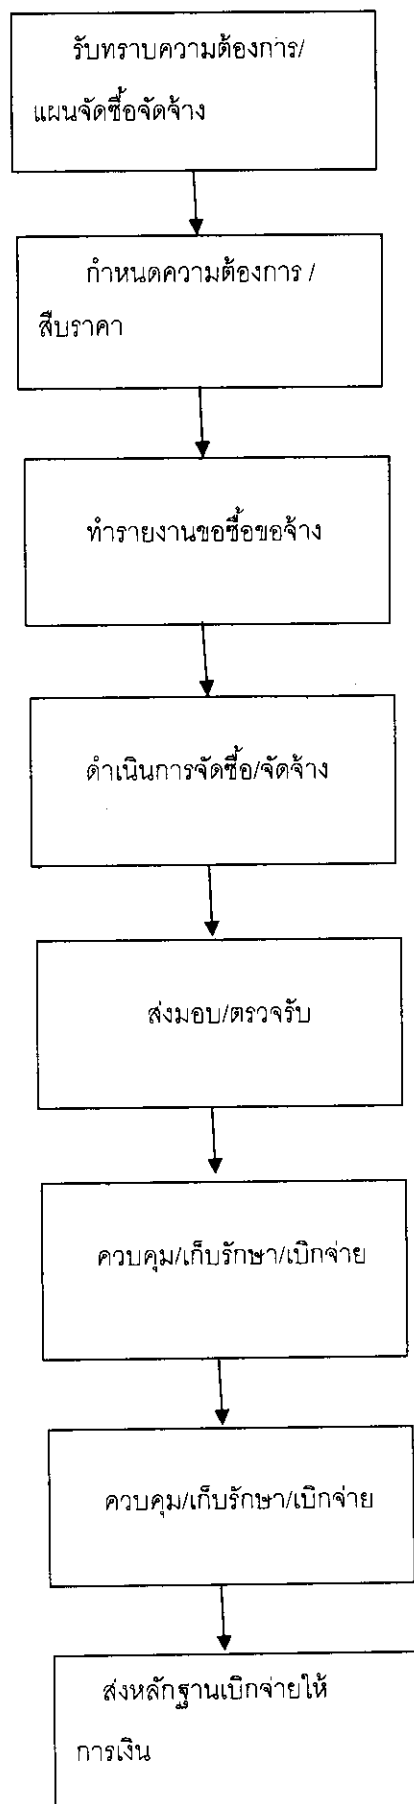 รับทราบความต้องการ/
แผนจัดซื้อจัดจ้าง
กำหนดความต้องการ /
สืบราคา
ทำรายงานขอซื้อขอจ้าง
ดำเนินการจัดซื้อ/จัดจ้าง
ส่งมอบ/ตรวจรับ
ควบคุม/เก็บรักษา/เบิกจ่าย
ควบคุม/เก็บรักษา/เบิกจ่าย
ส่งหลักฐานเบิกจ่ายให้
การเงิน